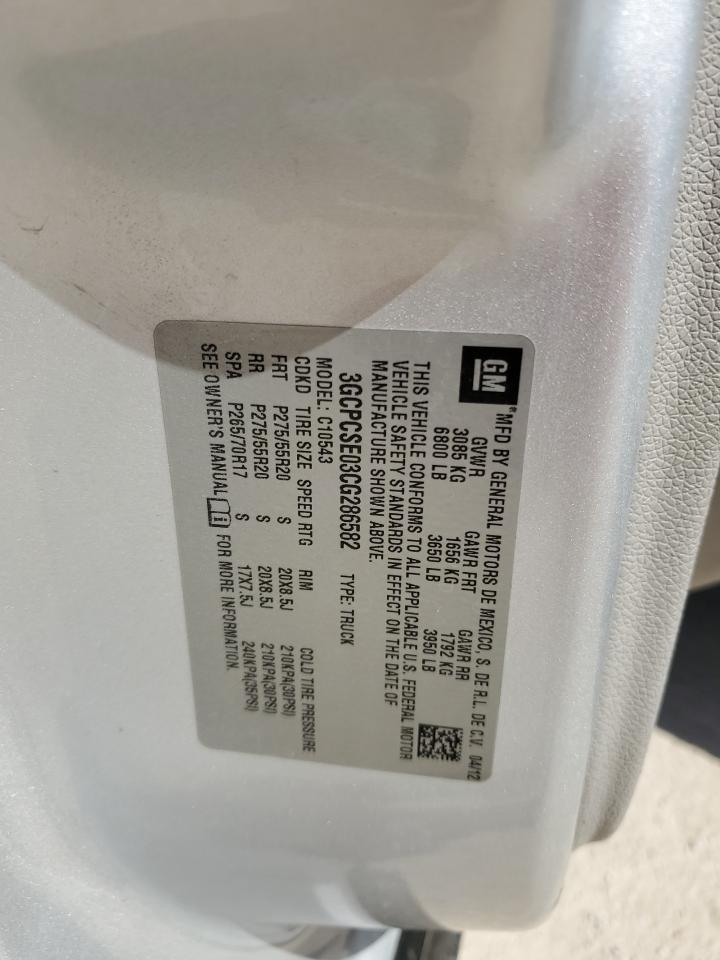 GM® MFD BY GENERAL MOTORS DE MEXICO, S. DE R.L. DE C.V. 04/12
GVWR GAWR FRT GAWR RR
3085 KG 1656 KG 1792 KG
6800 LB 3650 LB 3950 LB
THIS VEHICLE CONFORMS TO ALL APPLICABLE U.S. FEDERAL MOTOR
VEHICLE SAFETY STANDARDS IN EFFECT ON THE DATE OF
MANUFACTURE SHOWN ABOVE.
3GCPCSE03CG286582 TYPE: TRUCK
MODEL: C10543
CDKD TIRE SIZE SPEED RTG RIM COLD TIRE PRESSURE
FRT P275/55R20 S 20X8.5J 210KPA(30PSI)
RR P275/55R20 S 20X8.5J 210KPA(30PSI)
SPA P265/70R17 S 17X7.5J 240KPA(35PSI)
SEE OWNER'S MANUAL FOR MORE INFORMATION.